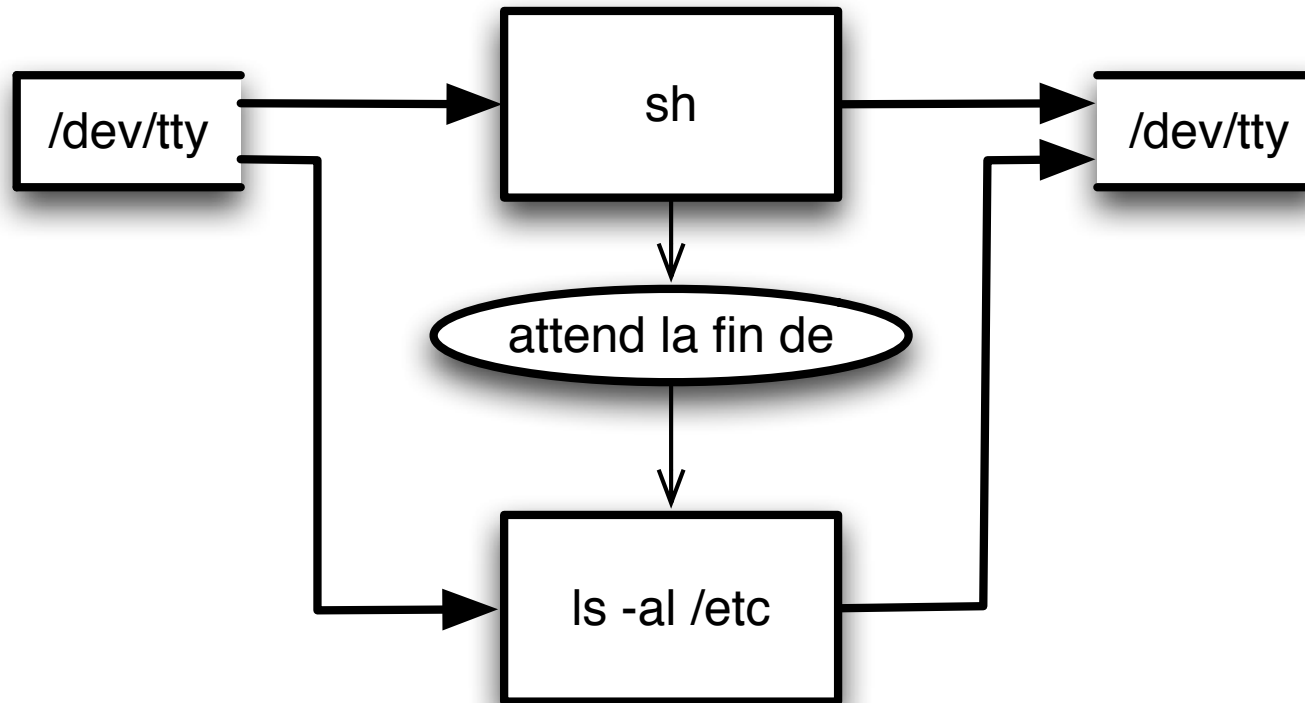 /dev/tty
sh
/dev/tty
attend la fin de
ls -al /etc